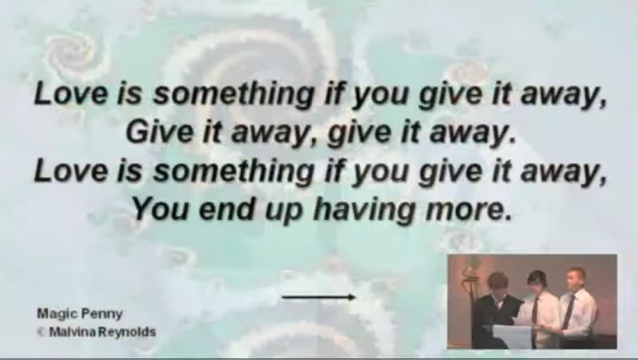 Love is something if you give it away,
Give it away, give it away.
Love is something if you give it away,
You end up having more.
Magic Penny
© Malvina Reynolds